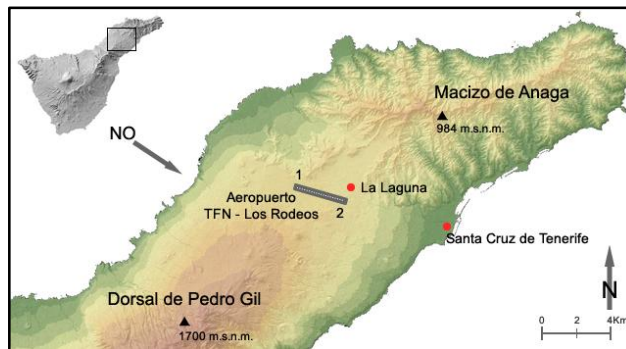 Macizo de Anaga
984 m.s.n.m.
NO
1
La Laguna
Aeropuerto
TFN - Los Rodeos
2
Santa Cruz de Tenerife
N
Dorsal de Pedro Gil
1700 m.s.n.m.
0 2 4Km